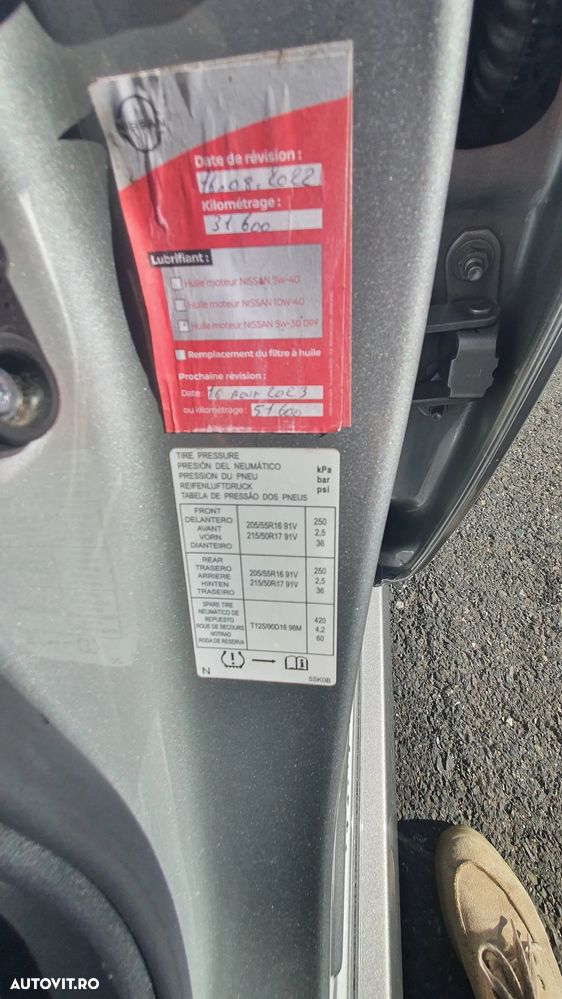 Date de révision :
16.08.2022
Kilométrage :
31 600
Lubrifiant :
Huile moteur NISSAN 5w-40
Huile moteur NISSAN 10w-40
Huile moteur NISSAN 5w-30 DPF
Remplacement du filtre à huile
Prochaine révision :
Date : 16 Aout 2023
ou kilométrage : 51600
TIRE PRESSURE
PRESIÓN DEL NEUMÁTICO
PRESSION DU PNEU
REIFENLUFTDRUCK
TABELA DE PRESSÃO DOS PNEUS
kPa
bar
psi
FRONT
DELANTERO
AVANT
VORN
DIANTEIRO
205/55R16 91V
215/50R17 91V
250
2,5
36
REAR
TRASERO
ARRIERE
HINTEN
TRASEIRO
205/55R16 91V
215/50R17 91V
250
2,5
36
SPARE TIRE
NEUMÁTICO DE
REPUESTO
ROUE DE SECOURS
NOTRAD
RODA DE RESERVA
T125/90D16 98M
420
4,2
60
N
5SK0B
AUTOVIT.RO